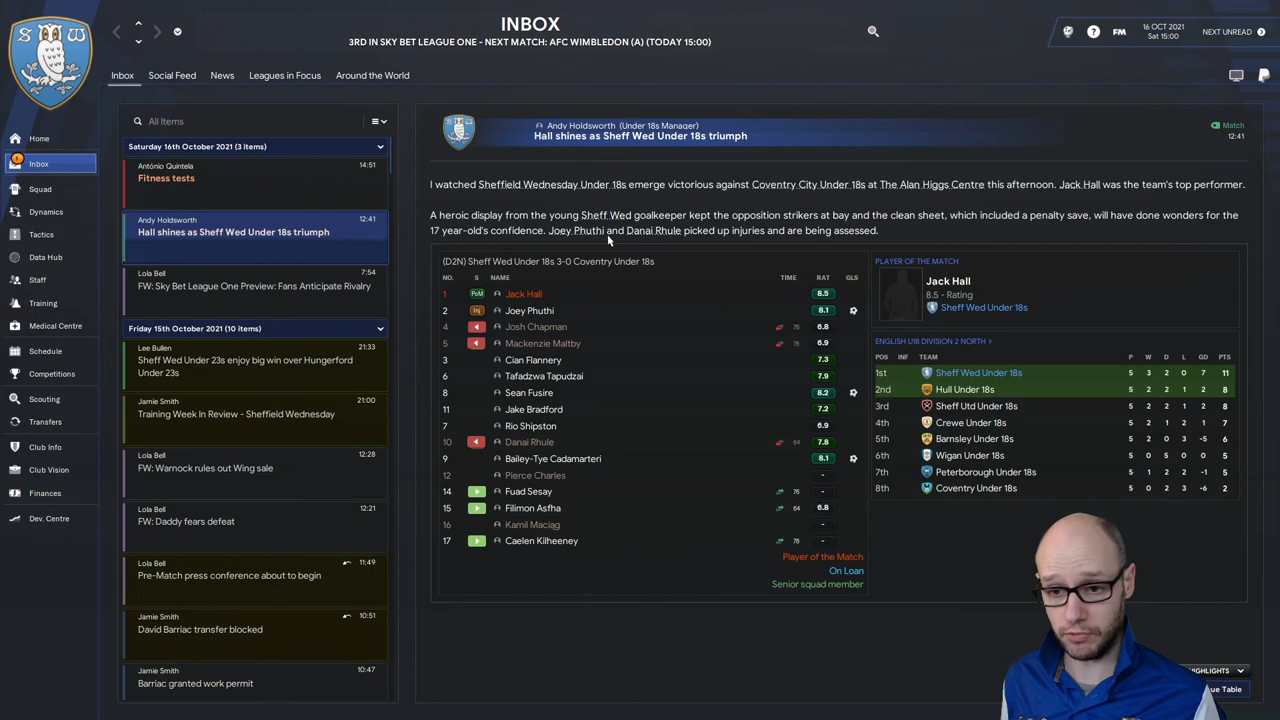 S W
INBOX
3RD IN SKY BET LEAGUE ONE - NEXT MATCH: AFC WIMBLEDON (A) (TODAY 15:00)
? FM
16 OCT 2021
Sat 15:00
NEXT UNREAD
Inbox Social Feed News Leagues in Focus Around the World
Home
1
Inbox
Squad
Dynamics
Tactics
Data Hub
Staff
Training
Medical Centre
Schedule
Competitions
Scouting
Transfers
Club Info
Club Vision
Finances
Dev. Centre
All Items
Saturday 16th October 2021 (3 items)
António Quintela 14:51
Fitness tests
Andy Holdsworth 12:41
Hall shines as Sheff Wed Under 18s triumph
Lola Bell 7:54
FW: Sky Bet League One Preview: Fans Anticipate Rivalry
Friday 15th October 2021 (10 items)
Lee Bullen 21:33
Sheff Wed Under 23s enjoy big win over Hungerford
Under 23s
Jamie Smith 21:00
Training Week In Review - Sheffield Wednesday
Lola Bell 12:28
FW: Warnock rules out Wing sale
Lola Bell 12:21
FW: Daddy fears defeat
Lola Bell 11:49
Pre-Match press conference about to begin
Jamie Smith 10:51
David Barriac transfer blocked
Jamie Smith 10:47
Barriac granted work permit
Andy Holdsworth (Under 18s Manager)
Hall shines as Sheff Wed Under 18s triumph
Match
12:41
I watched Sheffield Wednesday Under 18s emerge victorious against Coventry City Under 18s at The Alan Higgs Centre this afternoon. Jack Hall was the team's top performer.
A heroic display from the young Sheff Wed goalkeeper kept the opposition strikers at bay and the clean sheet, which included a penalty save, will have done wonders for the
17 year-old's confidence. Joey Phuthi and Danai Rhule picked up injuries and are being assessed.
(D2N) Sheff Wed Under 18s 3-0 Coventry Under 18s
NO. S NAME TIME RAT GLS
1 PoM Jack Hall 8.5
2 Inj Joey Phuthi 8.1
4 Josh Chapman 76 6.8
5 Mackenzie Maltby 76 6.9
3 Cian Flannery 7.3
6 Tafadzwa Tapudzai 7.9
8 Sean Fusire 8.2
11 Jake Bradford 7.2
7 Rio Shipston 6.9
10 Danai Rhule 64 7.8
9 Bailey-Tye Cadamarteri 8.1
12 Pierce Charles -
14 Fuad Sesay 76 -
15 Filimon Asfha 64 6.8
16 Kamil Maciąg -
17 Caelen Kilheeney 76 -
Player of the Match
On Loan
Senior squad member
PLAYER OF THE MATCH
Jack Hall
8.5 - Rating
Sheff Wed Under 18s
ENGLISH U18 DIVISION 2 NORTH >
POS INF TEAM P W D L GD PTS
1st Sheff Wed Under 18s 5 3 2 0 7 11
2nd Hull Under 18s 5 2 2 1 2 8
3rd Sheff Utd Under 18s 5 2 2 1 2 8
4th Crewe Under 18s 5 2 1 2 1 7
5th Barnsley Under 18s 5 2 0 3 -5 6
6th Wigan Under 18s 5 0 5 0 0 5
7th Peterborough Under 18s 5 1 2 2 -1 5
8th Coventry Under 18s 5 0 2 3 -6 2